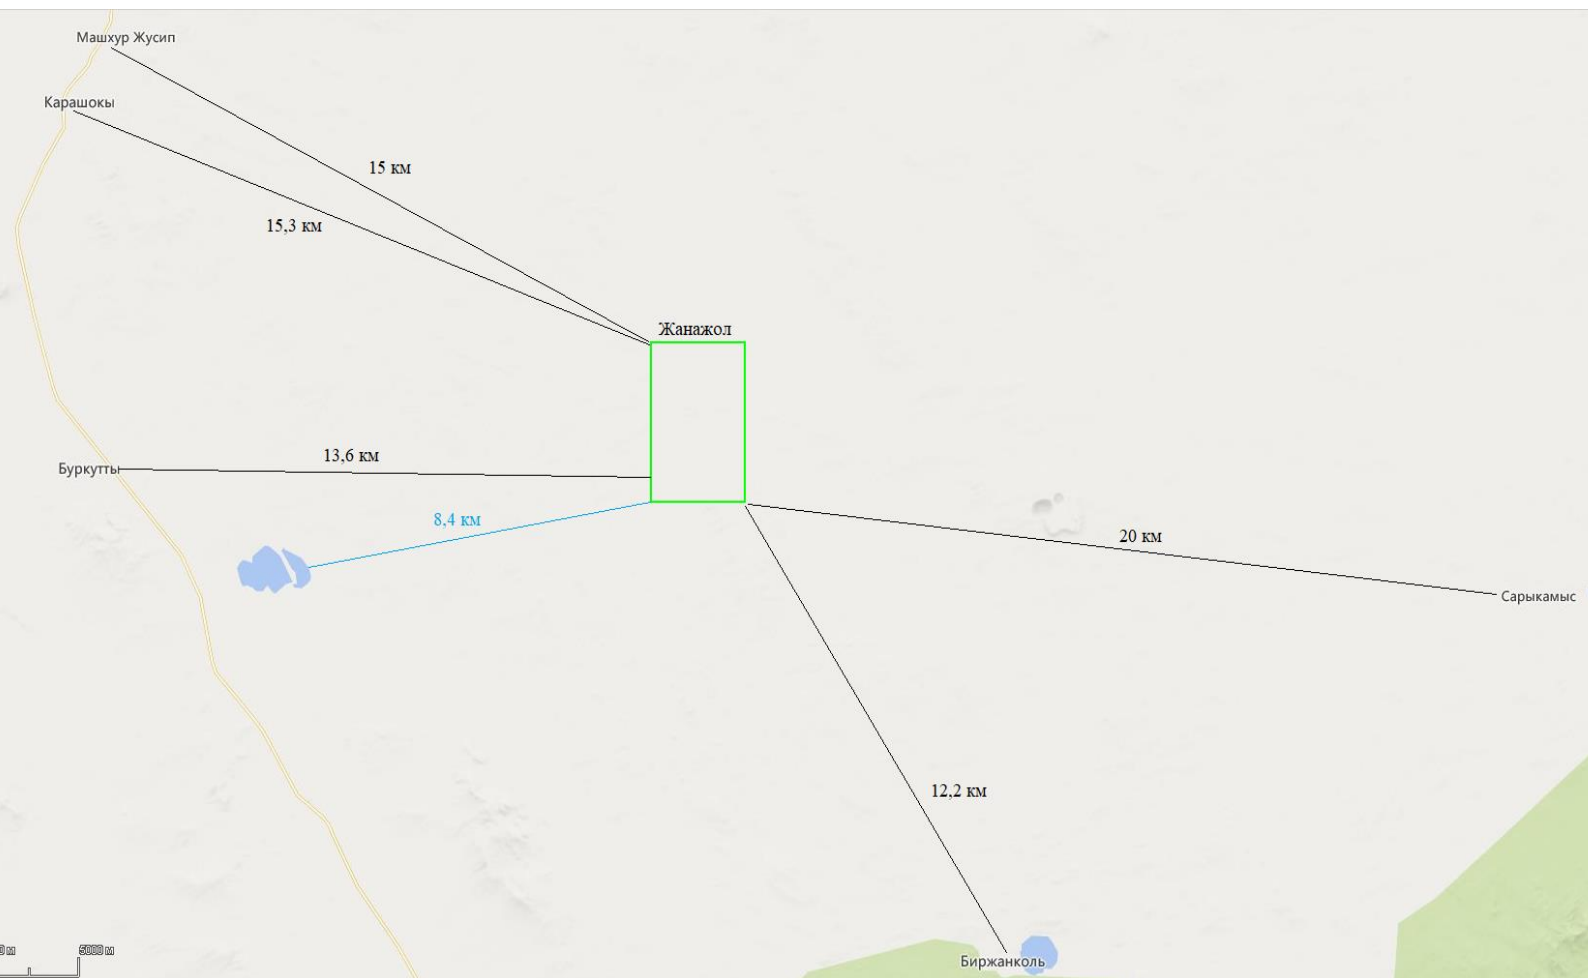 Машхур Жусип
Карашокы
15 км
15,3 км
Жанажол
13,6 км
Буркутты
8,4 км
20 км
Сарыкамыс
12,2 км
5000 м
Биржанколь